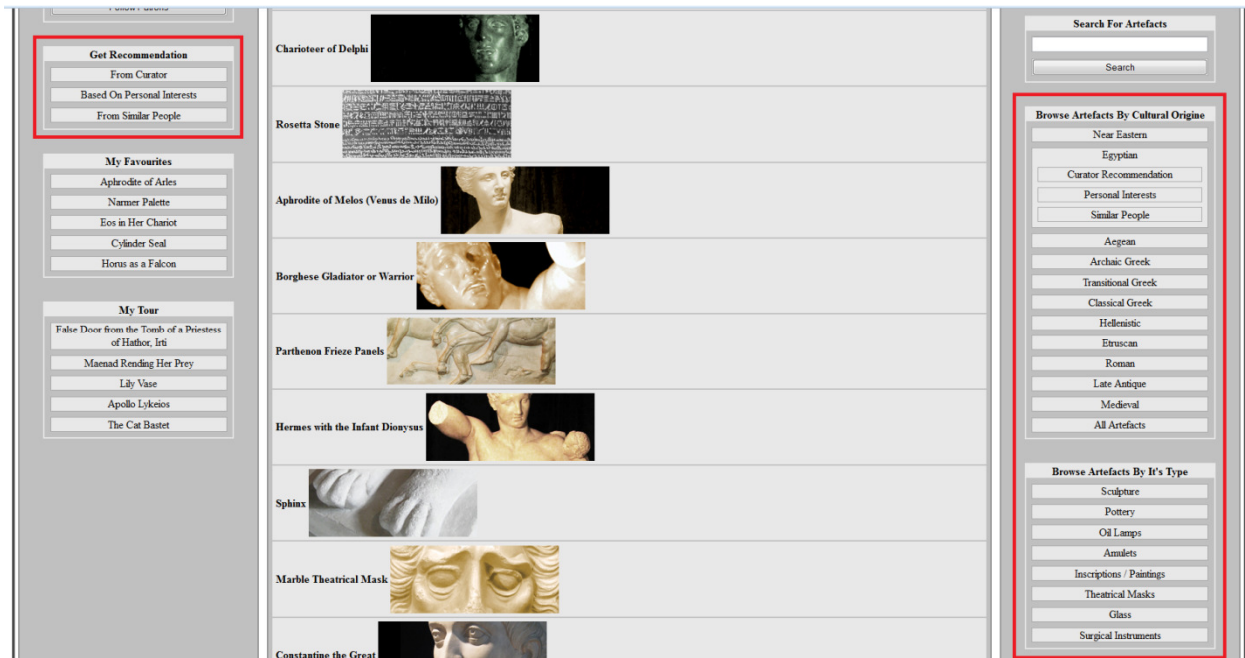 Follow Patrons
Get Recommendation
From Curator
Based On Personal Interests
From Similar People
My Favourites
Aphrodite of Arles
Narmer Palette
Eos in Her Chariot
Cylinder Seal
Horus as a Falcon
My Tour
False Door from the Tomb of a Priestess
of Hathor, Irti
Maenad Rending Her Prey
Lily Vase
Apollo Lykeios
The Cat Bastet
Charioteer of Delphi
Rosetta Stone
Aphrodite of Melos (Venus de Milo)
Borghese Gladiator or Warrior
Parthenon Frieze Panels
Hermes with the Infant Dionysus
Sphinx
Marble Theatrical Mask
Constantine the Great
Search For Artefacts
Search
Browse Artefacts By Cultural Origine
Near Eastern
Egyptian
Curator Recommendation
Personal Interests
Similar People
Aegean
Archaic Greek
Transitional Greek
Classical Greek
Hellenistic
Etruscan
Roman
Late Antique
Medieval
All Artefacts
Browse Artefacts By It's Type
Sculpture
Pottery
Oil Lamps
Amulets
Inscriptions / Paintings
Theatrical Masks
Glass
Surgical Instruments